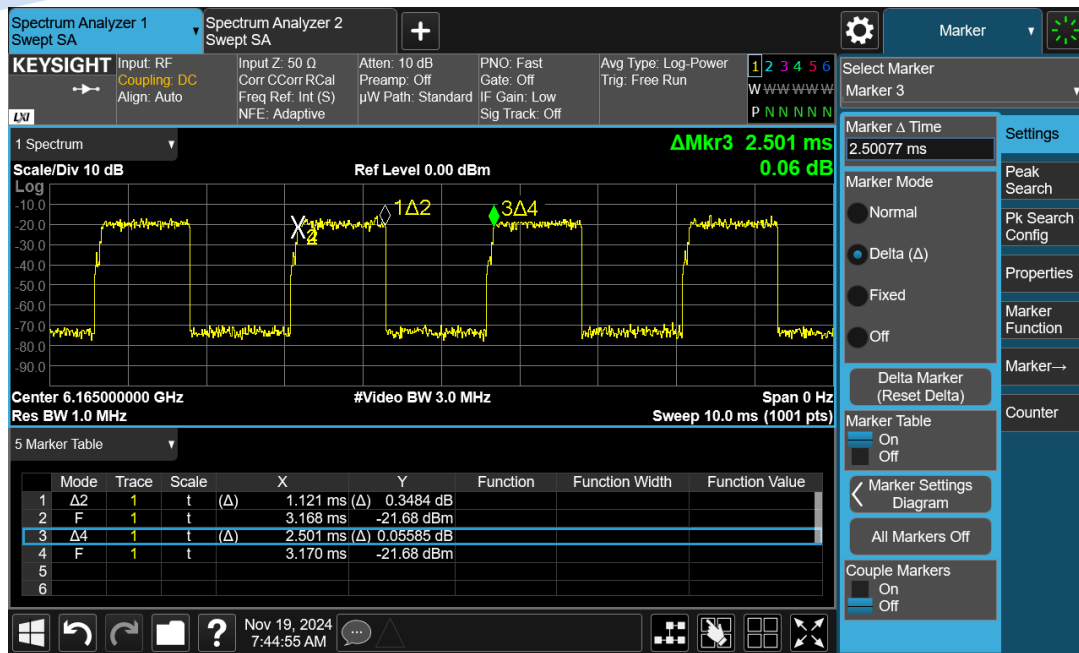 Spectrum Analyzer 1
Swept SA
Spectrum Analyzer 2
Swept SA
Marker
KEYSIGHT
LXI
Input: RF
Coupling: DC
Align: Auto
Input Z: 50 Ω
Corr CCorr RCal
Freq Ref: Int (S)
NFE: Adaptive
Atten: 10 dB
Preamp: Off
µW Path: Standard
PNO: Fast
Gate: Off
IF Gain: Low
Sig Track: Off
Avg Type: Log-Power
Trig: Free Run
1 2 3 4 5 6
W W W W W W
P N N N N N
Select Marker
Marker 3
1 Spectrum
ΔMkr3 2.501 ms
0.06 dB
Scale/Div 10 dB
Ref Level 0.00 dBm
Log
-10.0
-20.0
-30.0
-40.0
-50.0
-60.0
-70.0
-80.0
-90.0
1Δ2
3Δ4
2
Center 6.165000000 GHz
#Video BW 3.0 MHz
Span 0 Hz
Res BW 1.0 MHz
Sweep 10.0 ms (1001 pts)
5 Marker Table
Mode Trace Scale X Y Function Function Width Function Value
1 Δ2 1 t (Δ) 1.121 ms (Δ) 0.3484 dB
2 F 1 t 3.168 ms -21.68 dBm
3 Δ4 1 t (Δ) 2.501 ms (Δ) 0.05585 dB
4 F 1 t 3.170 ms -21.68 dBm
5
6
Marker Δ Time
2.50077 ms
Marker Mode
Normal
Delta (Δ)
Fixed
Off
Delta Marker
(Reset Delta)
Marker Table
On
Off
Marker Settings
Diagram
All Markers Off
Couple Markers
On
Off
Settings
Peak
Search
Pk Search
Config
Properties
Marker
Function
Marker→
Counter
Nov 19, 2024
7:44:55 AM